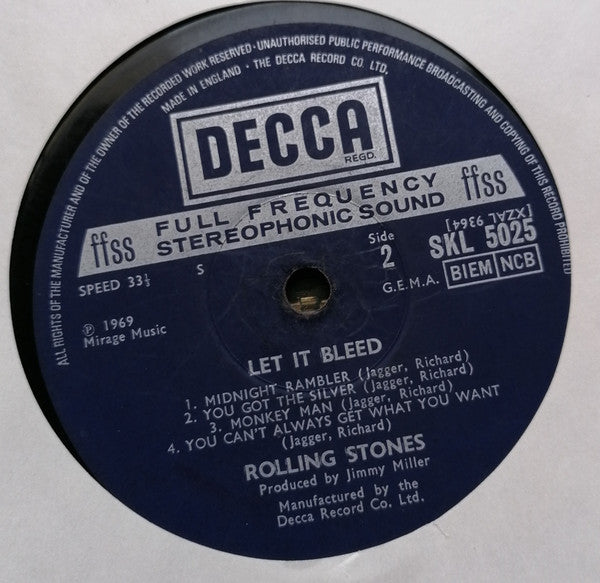 ALL RIGHTS OF THE MANUFACTURER AND OF THE OWNER OF THE RECORDED WORK RESERVED · UNAUTHORISED PUBLIC PERFORMANCE BROADCASTING AND COPYING OF THIS RECORD PROHIBITED
MADE IN ENGLAND · THE DECCA RECORD CO LTD.
DECCA
REGD.
ffss FULL FREQUENCY ffss
STEREOPHONIC SOUND
SPEED 33⅓
S
Side
2
[XZAL 9364]
SKL 5025
G.E.M.A.
BIEM NCB
℗ 1969
Mirage Music
LET IT BLEED
1. MIDNIGHT RAMBLER (Jagger, Richard)
2. YOU GOT THE SILVER (Jagger, Richard)
3. MONKEY MAN (Jagger, Richard)
4. YOU CAN'T ALWAYS GET WHAT YOU WANT
(Jagger, Richard)
ROLLING STONES
Produced by Jimmy Miller
Manufactured by the
Decca Record Co. Ltd.